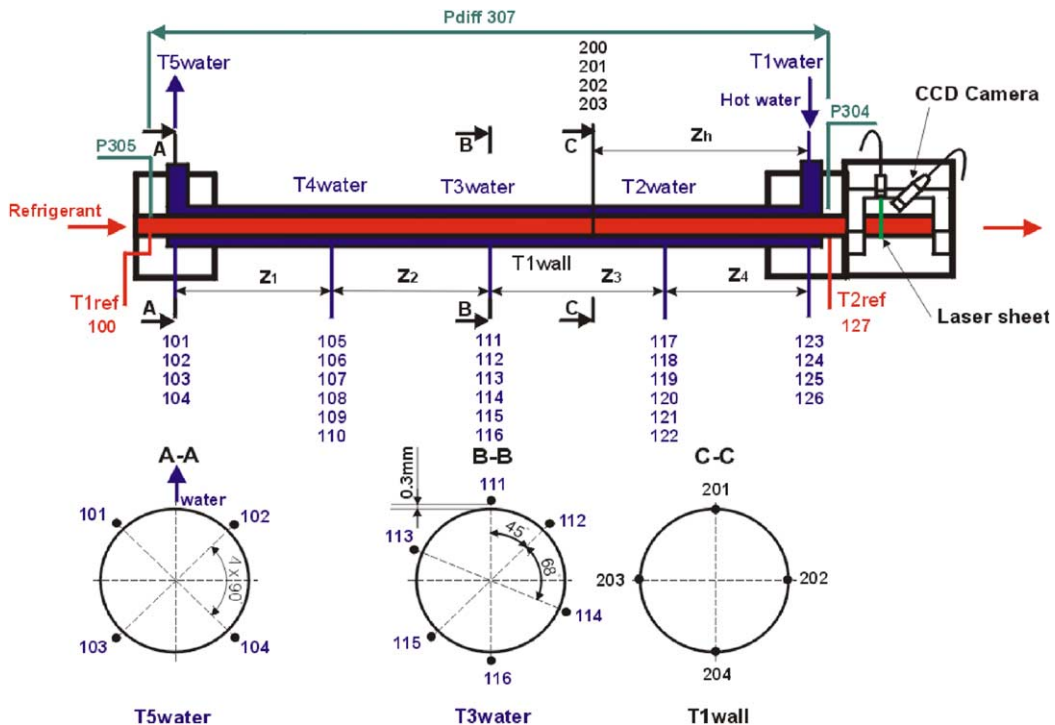 Pdiff 307
T5water
200
201
202
203
T1water
Hot water
CCD Camera
P304
P305
A
B
C
Zh
T4water
T3water
T2water
Refrigerant
T1wall
Z1
Z2
Z3
Z4
T1ref
100
A
B
C
T2ref
127
Laser sheet
101
102
103
104
105
106
107
108
109
110
111
112
113
114
115
116
117
118
119
120
121
122
123
124
125
126
A-A
water
101
102
4 x 90°
103
104
T5water
B-B
0.3mm
111
45°
112
113
68°
114
115
116
T3water
C-C
201
203
202
204
T1wall